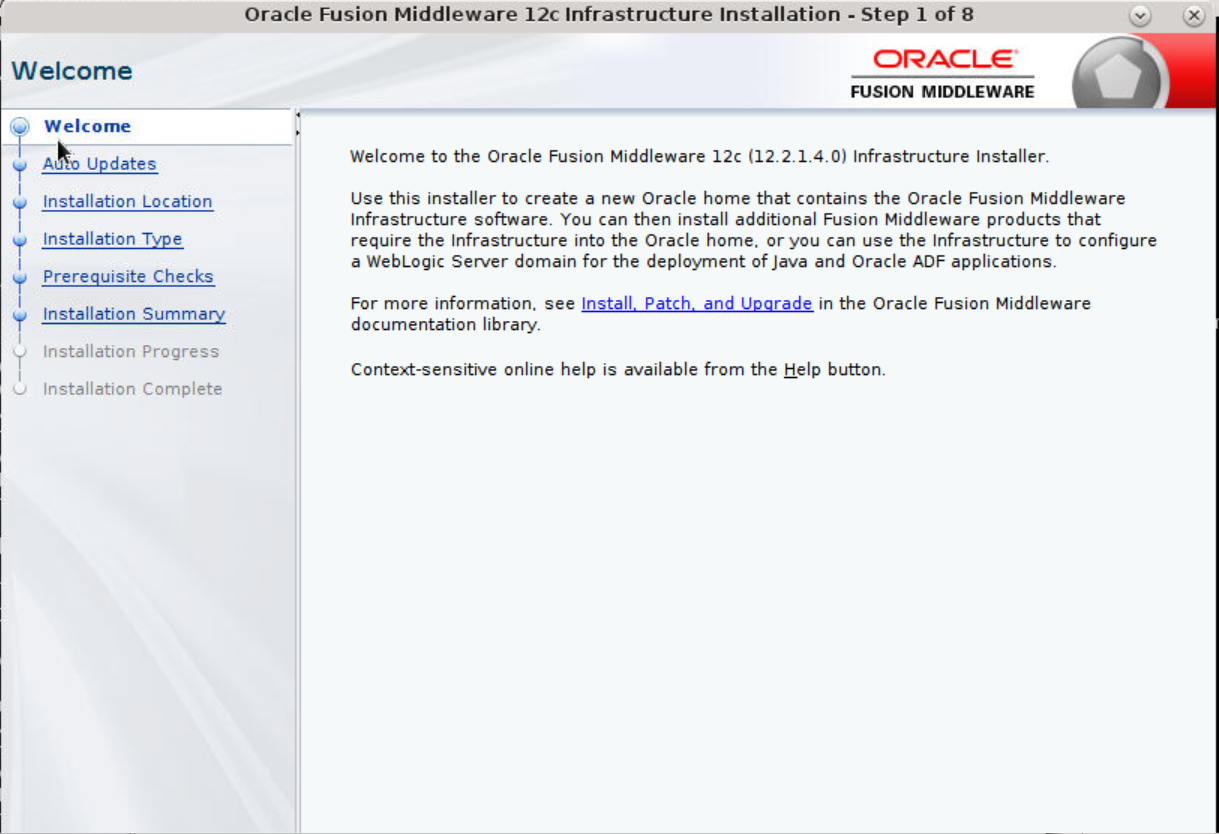 Oracle Fusion Middleware 12c Infrastructure Installation - Step 1 of 8
Welcome
ORACLE
FUSION MIDDLEWARE
Welcome
Auto Updates
Installation Location
Installation Type
Prerequisite Checks
Installation Summary
Installation Progress
Installation Complete
Welcome to the Oracle Fusion Middleware 12c (12.2.1.4.0) Infrastructure Installer.
Use this installer to create a new Oracle home that contains the Oracle Fusion Middleware
Infrastructure software. You can then install additional Fusion Middleware products that
require the Infrastructure into the Oracle home, or you can use the Infrastructure to configure
a WebLogic Server domain for the deployment of Java and Oracle ADF applications.
For more information, see Install, Patch, and Upgrade in the Oracle Fusion Middleware
documentation library.
Context-sensitive online help is available from the Help button.